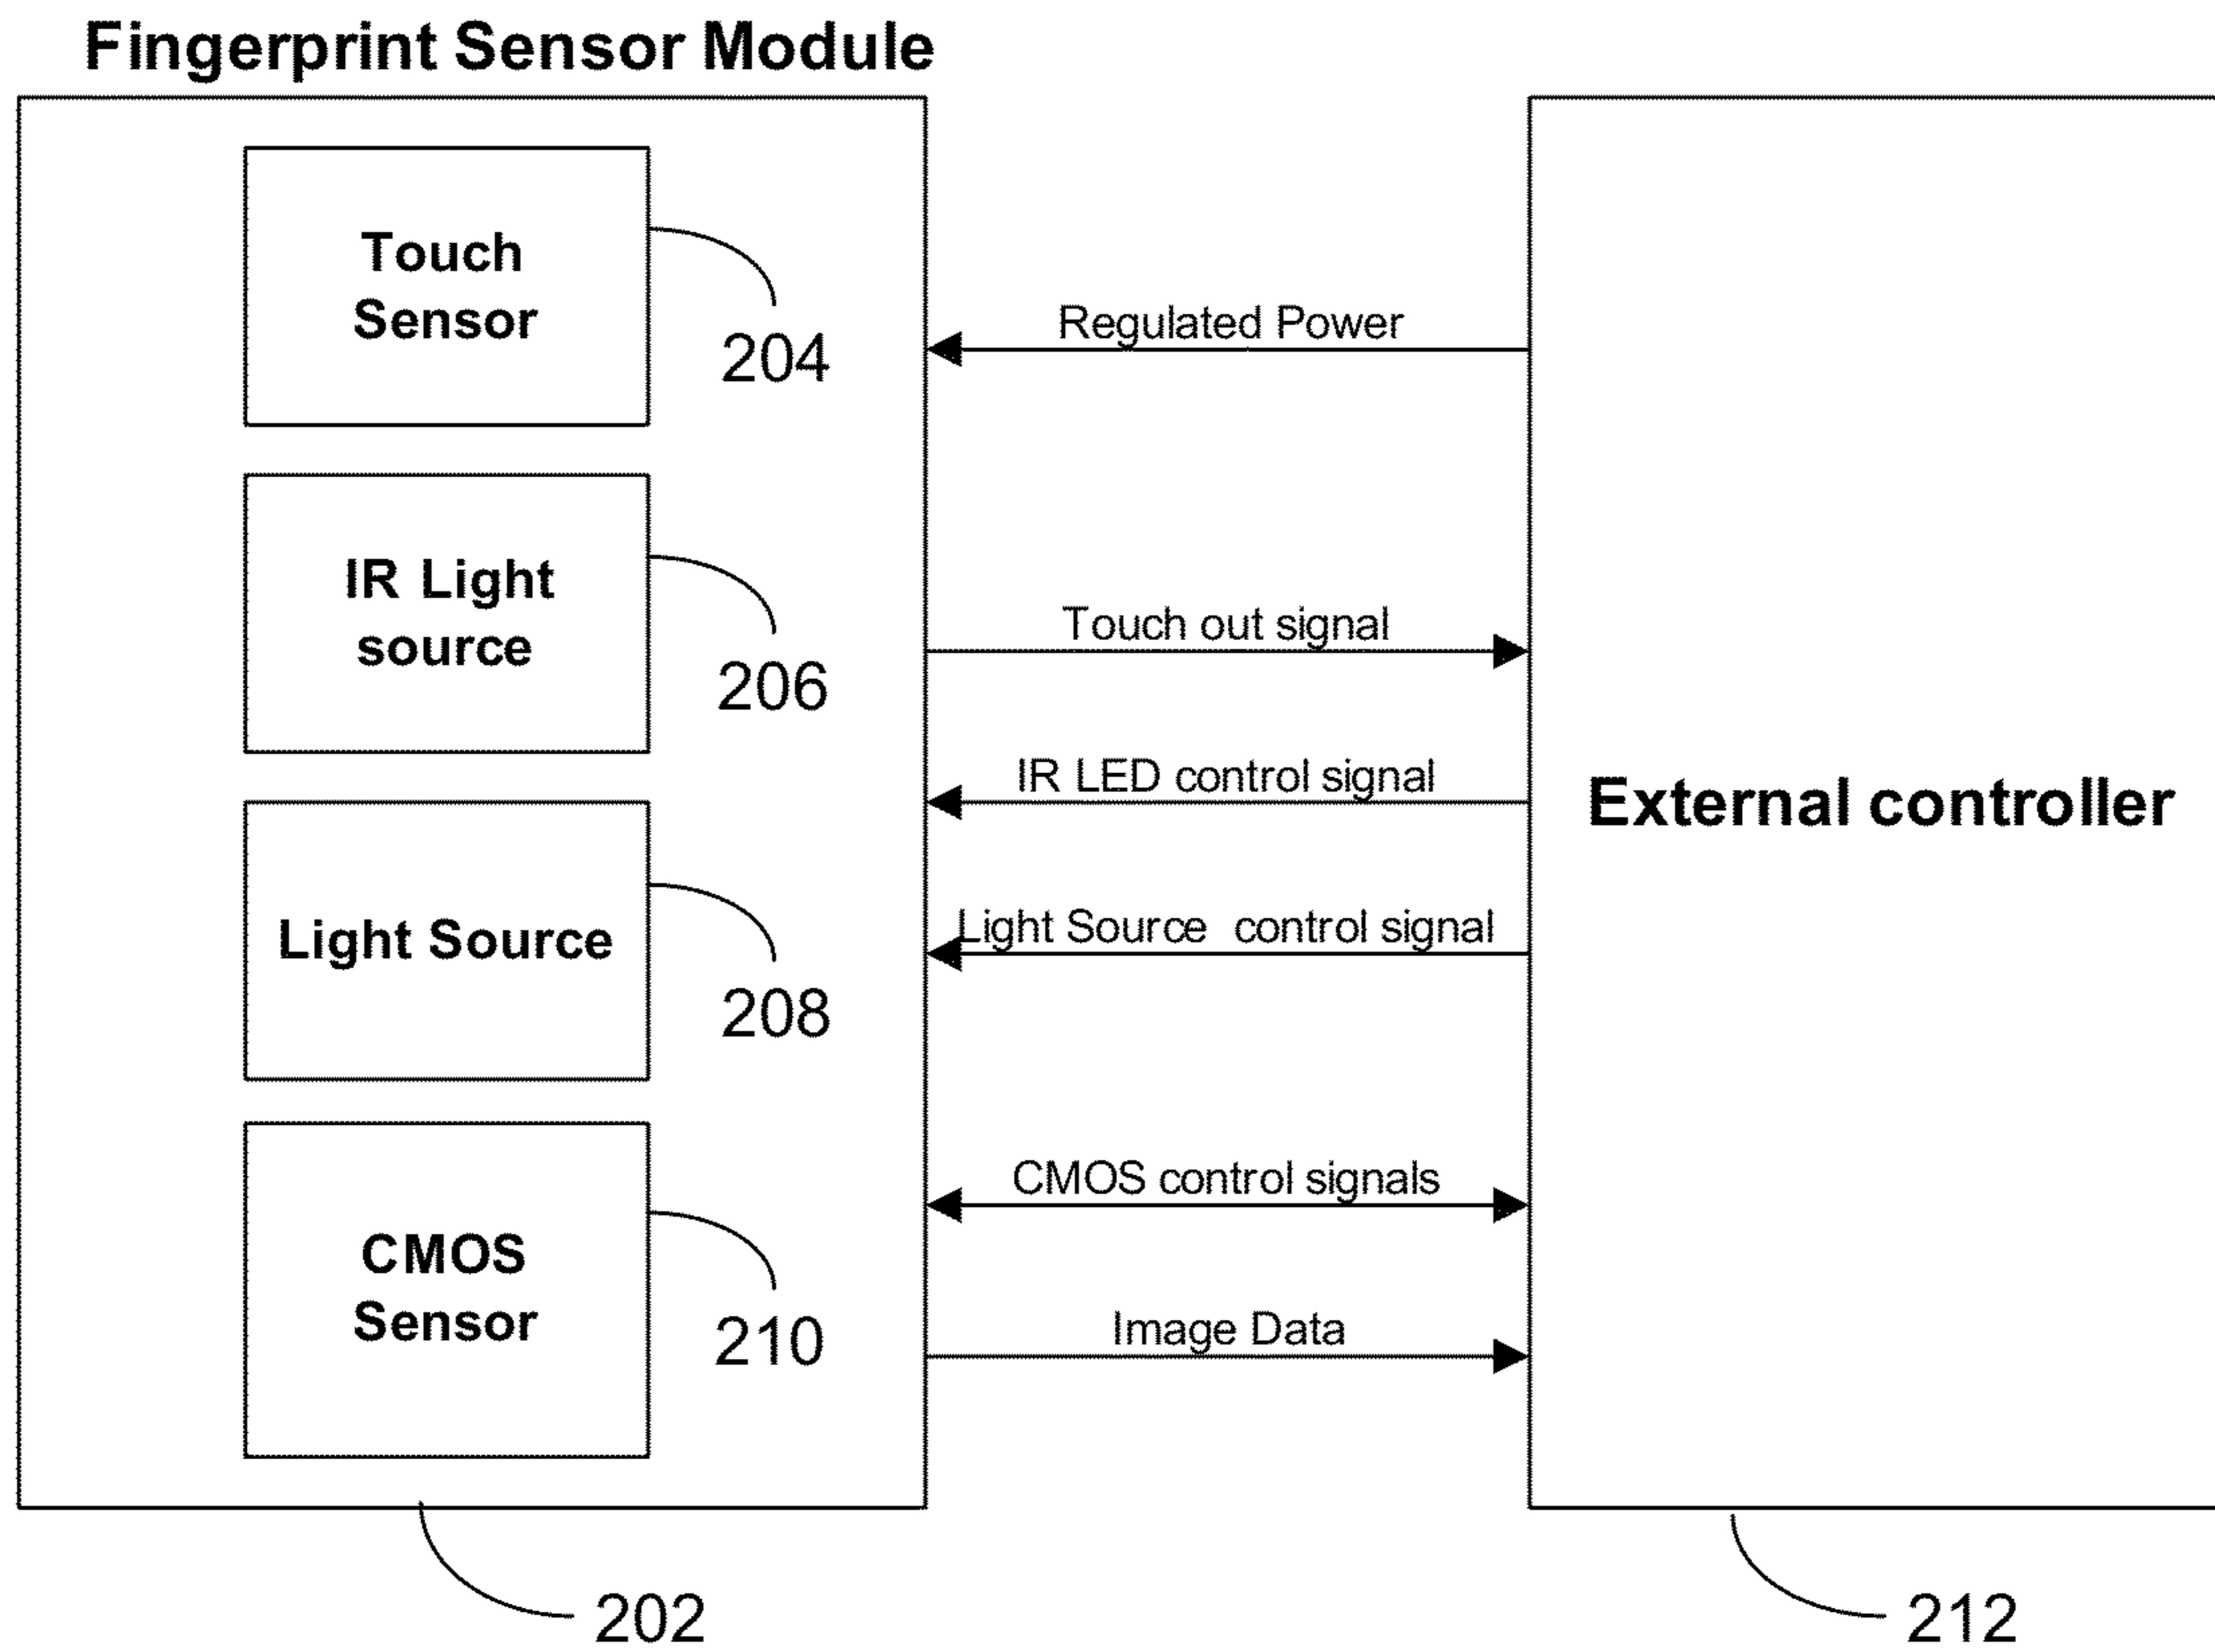 Fingerprint Sensor Module
Touch
Sensor
204
IR Light
source
206
Light Source
208
CMOS
Sensor
210
202
Regulated Power
Touch out signal
IR LED control signal
Light Source  control signal
CMOS control signals
Image Data
External controller
212